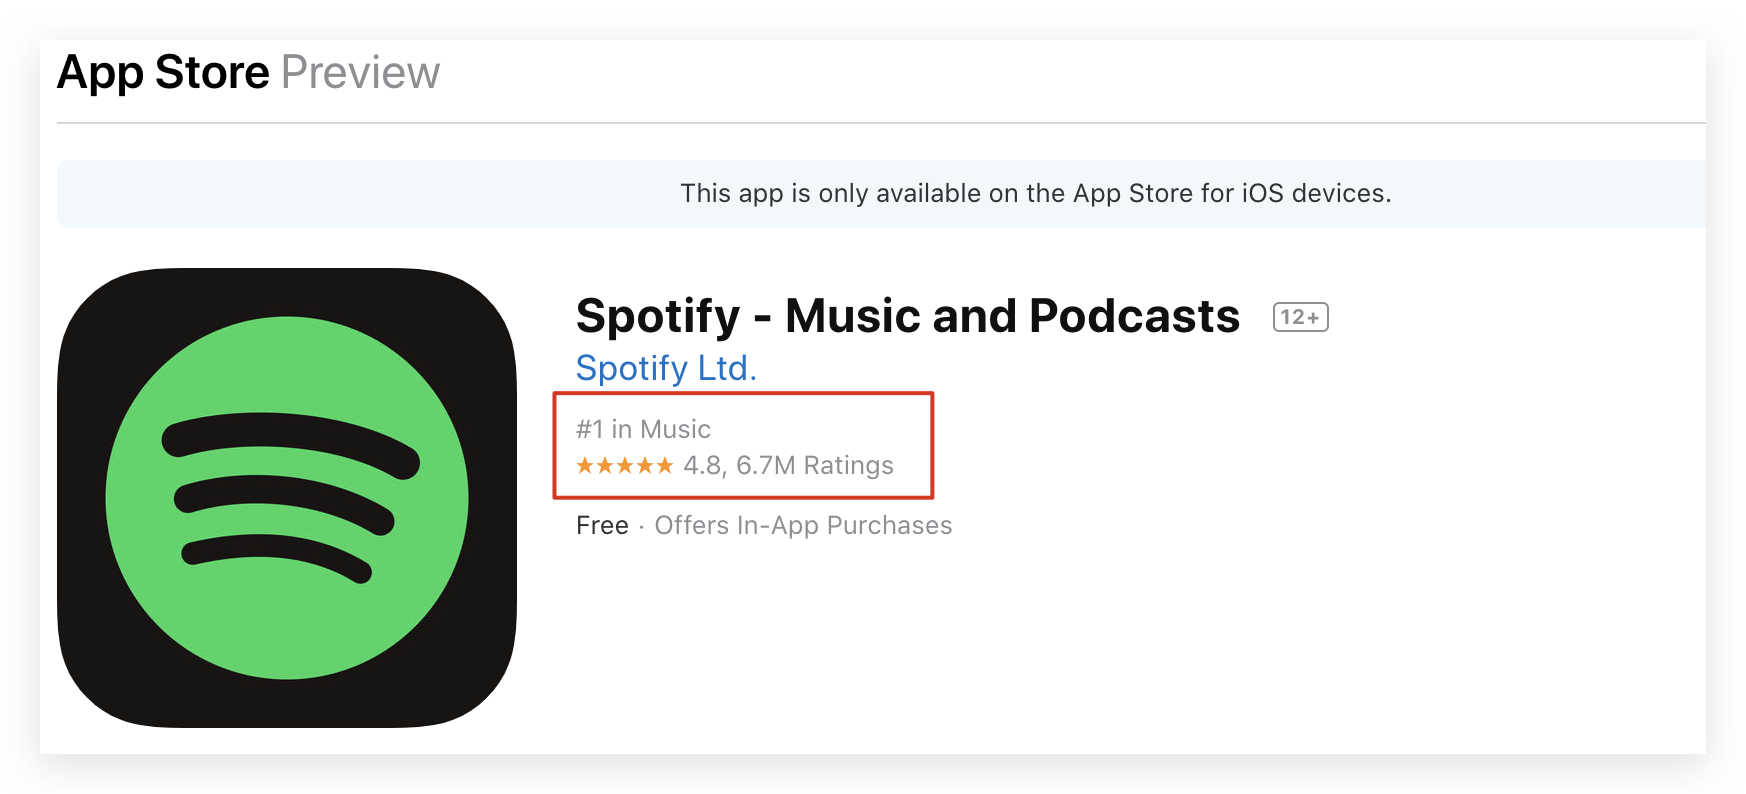 App Store Preview
This app is only available on the App Store for iOS devices.
Spotify - Music and Podcasts 12+
Spotify Ltd.
#1 in Music
★★★★★ 4.8, 6.7M Ratings
Free · Offers In-App Purchases